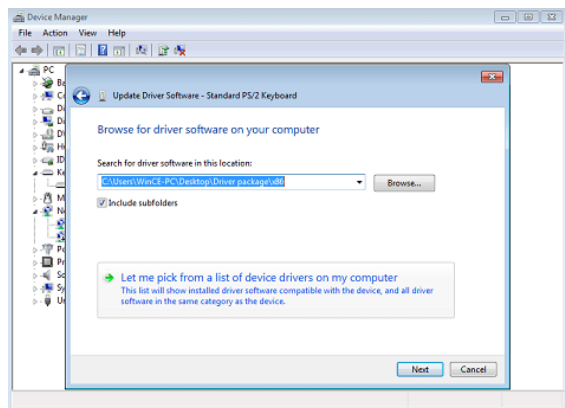 Device Manager
File Action View Help
PC
Update Driver Software - Standard PS/2 Keyboard
Browse for driver software on your computer
Search for driver software in this location:
C:\Users\WinCE-PC\Desktop\Driver package\x86
Browse...
Include subfolders
Let me pick from a list of device drivers on my computer
This list will show installed driver software compatible with the device, and all driver
software in the same category as the device.
Next Cancel